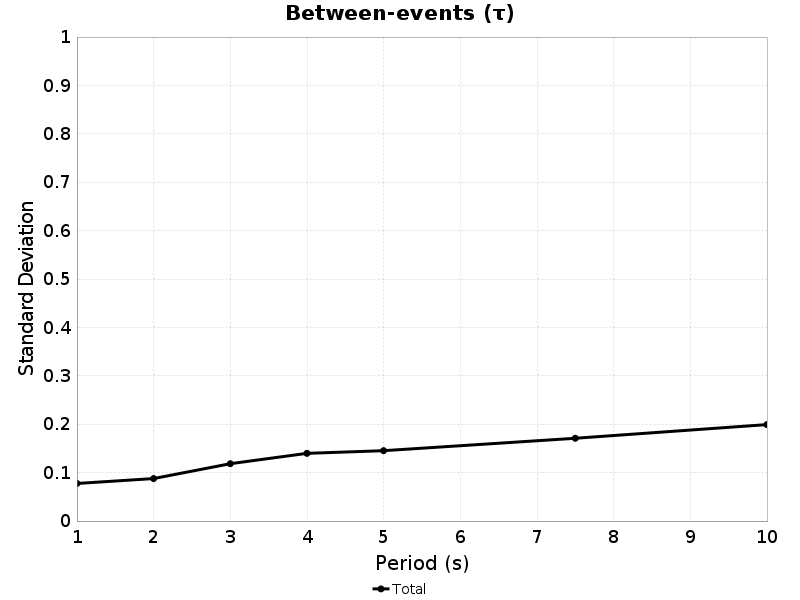 Between-events (τ)
1
0.9
0.8
0.7
0.6
0.5
0.4
0.3
0.2
0.1
0
Standard Deviation
1 2 3 4 5 6 7 8 9 10
Period (s)
Total